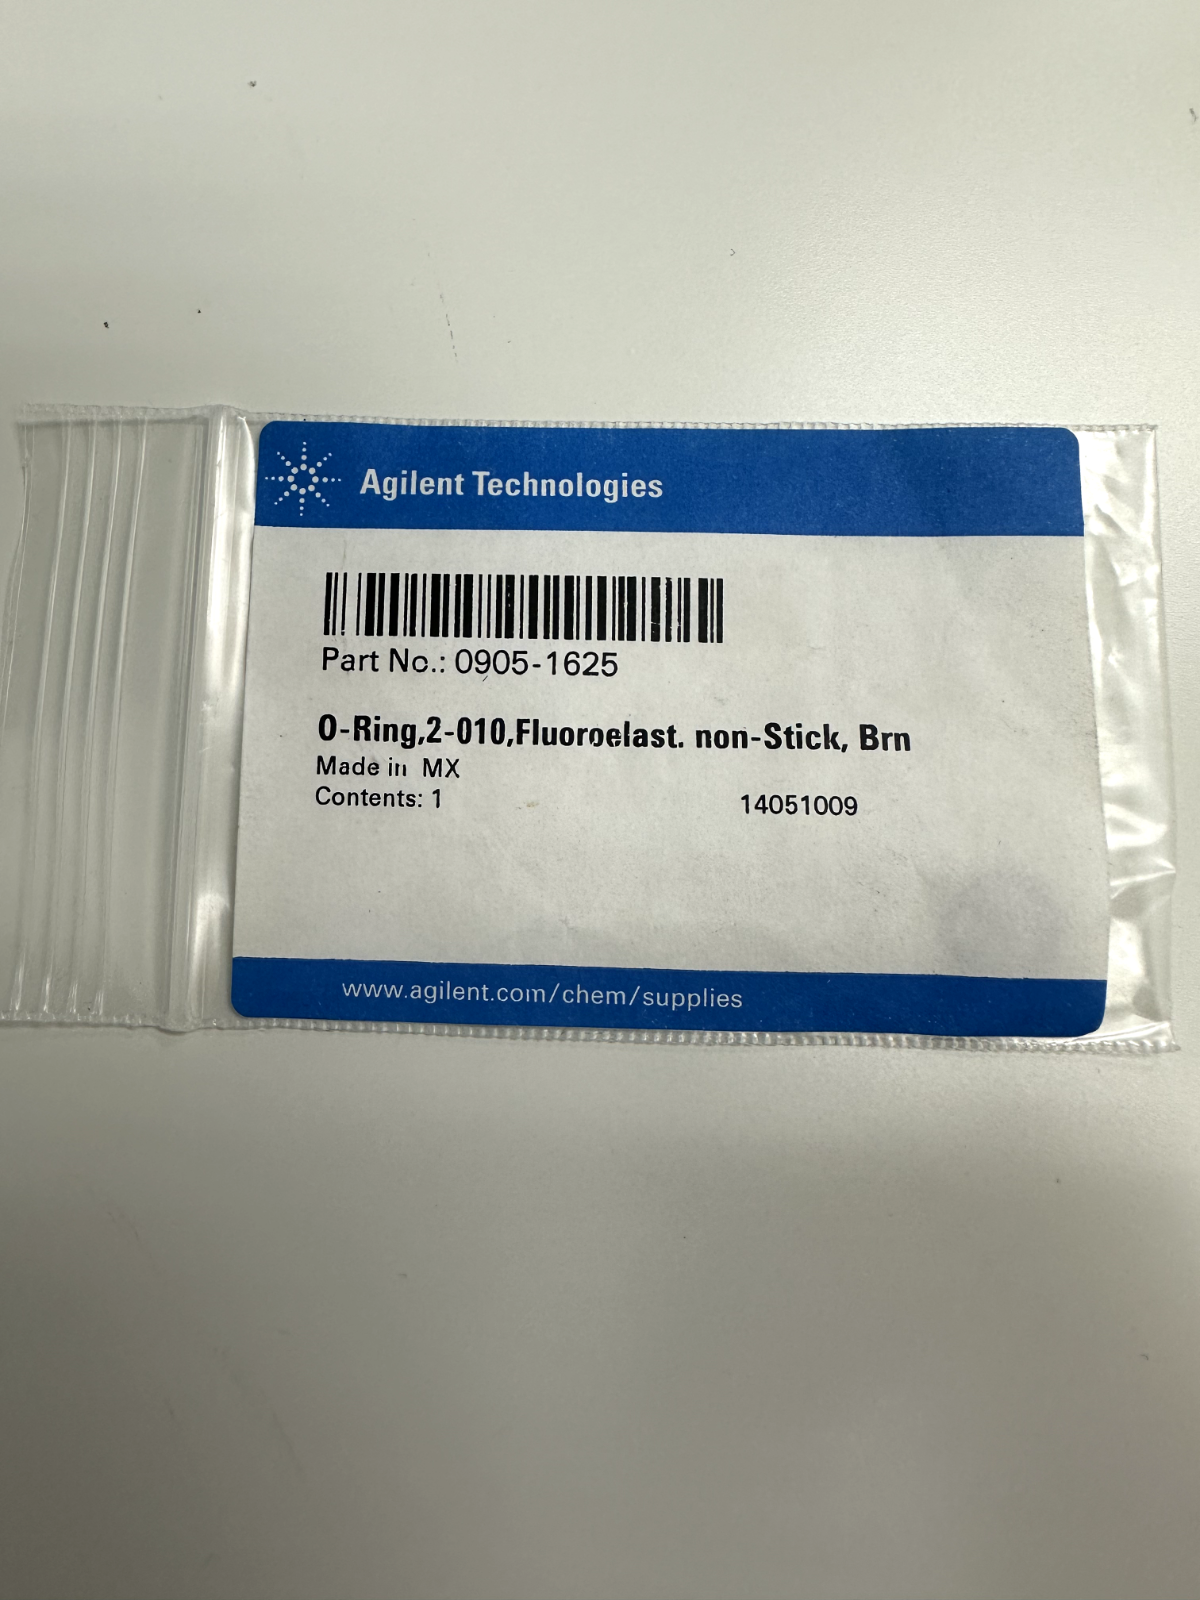 Agilent Technologies
Part No.: 0905-1625
O-Ring,2-010,Fluoroelast. non-Stick, Brn
Made in MX
Contents: 1
14051009
www.agilent.com/chem/supplies